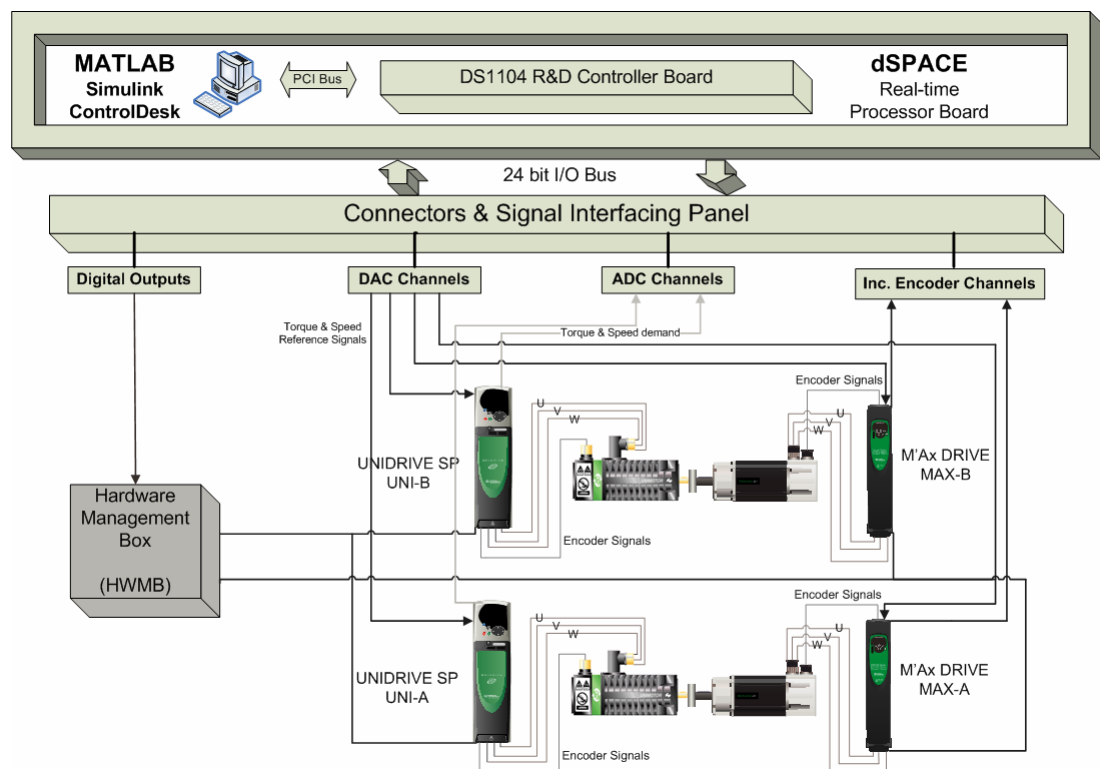 MATLAB
Simulink
ControlDesk
PCI Bus
DS1104 R&D Controller Board
dSPACE
Real-time
Processor Board
24 bit I/O Bus
Connectors & Signal Interfacing Panel
Digital Outputs
DAC Channels
ADC Channels
Inc. Encoder Channels
Torque & Speed
Reference Signals
Torque & Speed demand
Encoder Signals
U
V
W
U
V
W
UNIDRIVE SP
UNI-B
M'Ax DRIVE
MAX-B
Hardware
Management
Box
(HWMB)
Encoder Signals
Encoder Signals
U
V
W
U
V
W
UNIDRIVE SP
UNI-A
M'Ax DRIVE
MAX-A
Encoder Signals